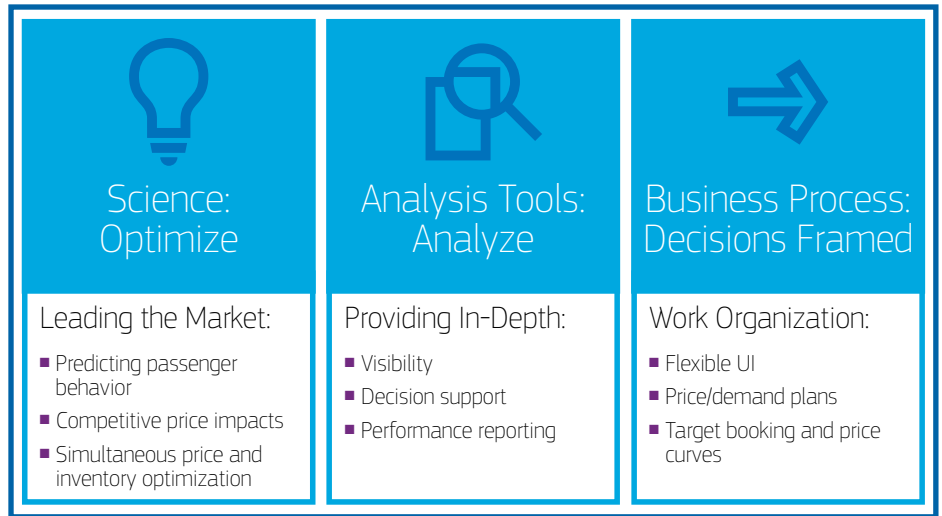 Science:
Optimize
Leading the Market:
■ Predicting passenger
behavior
■ Competitive price impacts
■ Simultaneous price and
inventory optimization
Analysis Tools:
Analyze
Providing In-Depth:
■ Visibility
■ Decision support
■ Performance reporting
Business Process:
Decisions Framed
Work Organization:
■ Flexible UI
■ Price/demand plans
■ Target booking and price
curves